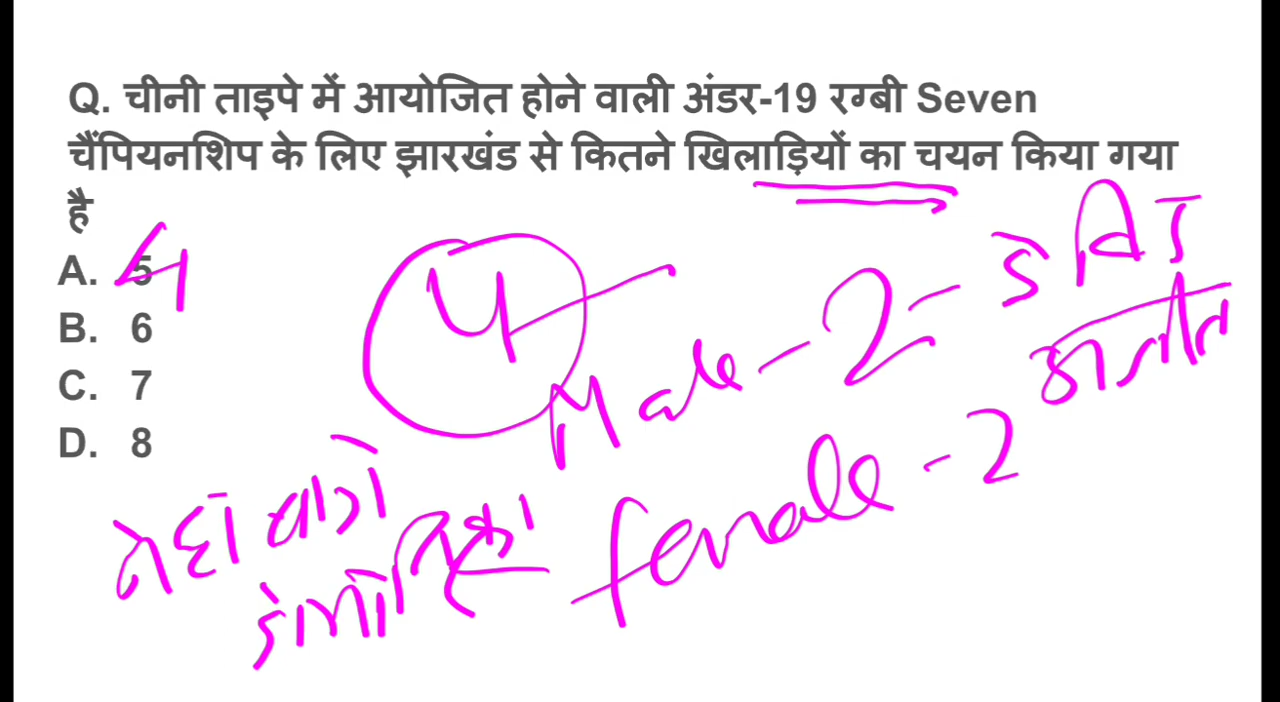 Q. चीनी ताइपे में आयोजित होने वाली अंडर-19 रग्बी Seven
चैंपियनशिप के लिए झारखंड से कितने खिलाड़ियों का चयन किया गया
है
A. 5 4
B. 6
C. 7
D. 8
4
Male - 2 -
female - 2